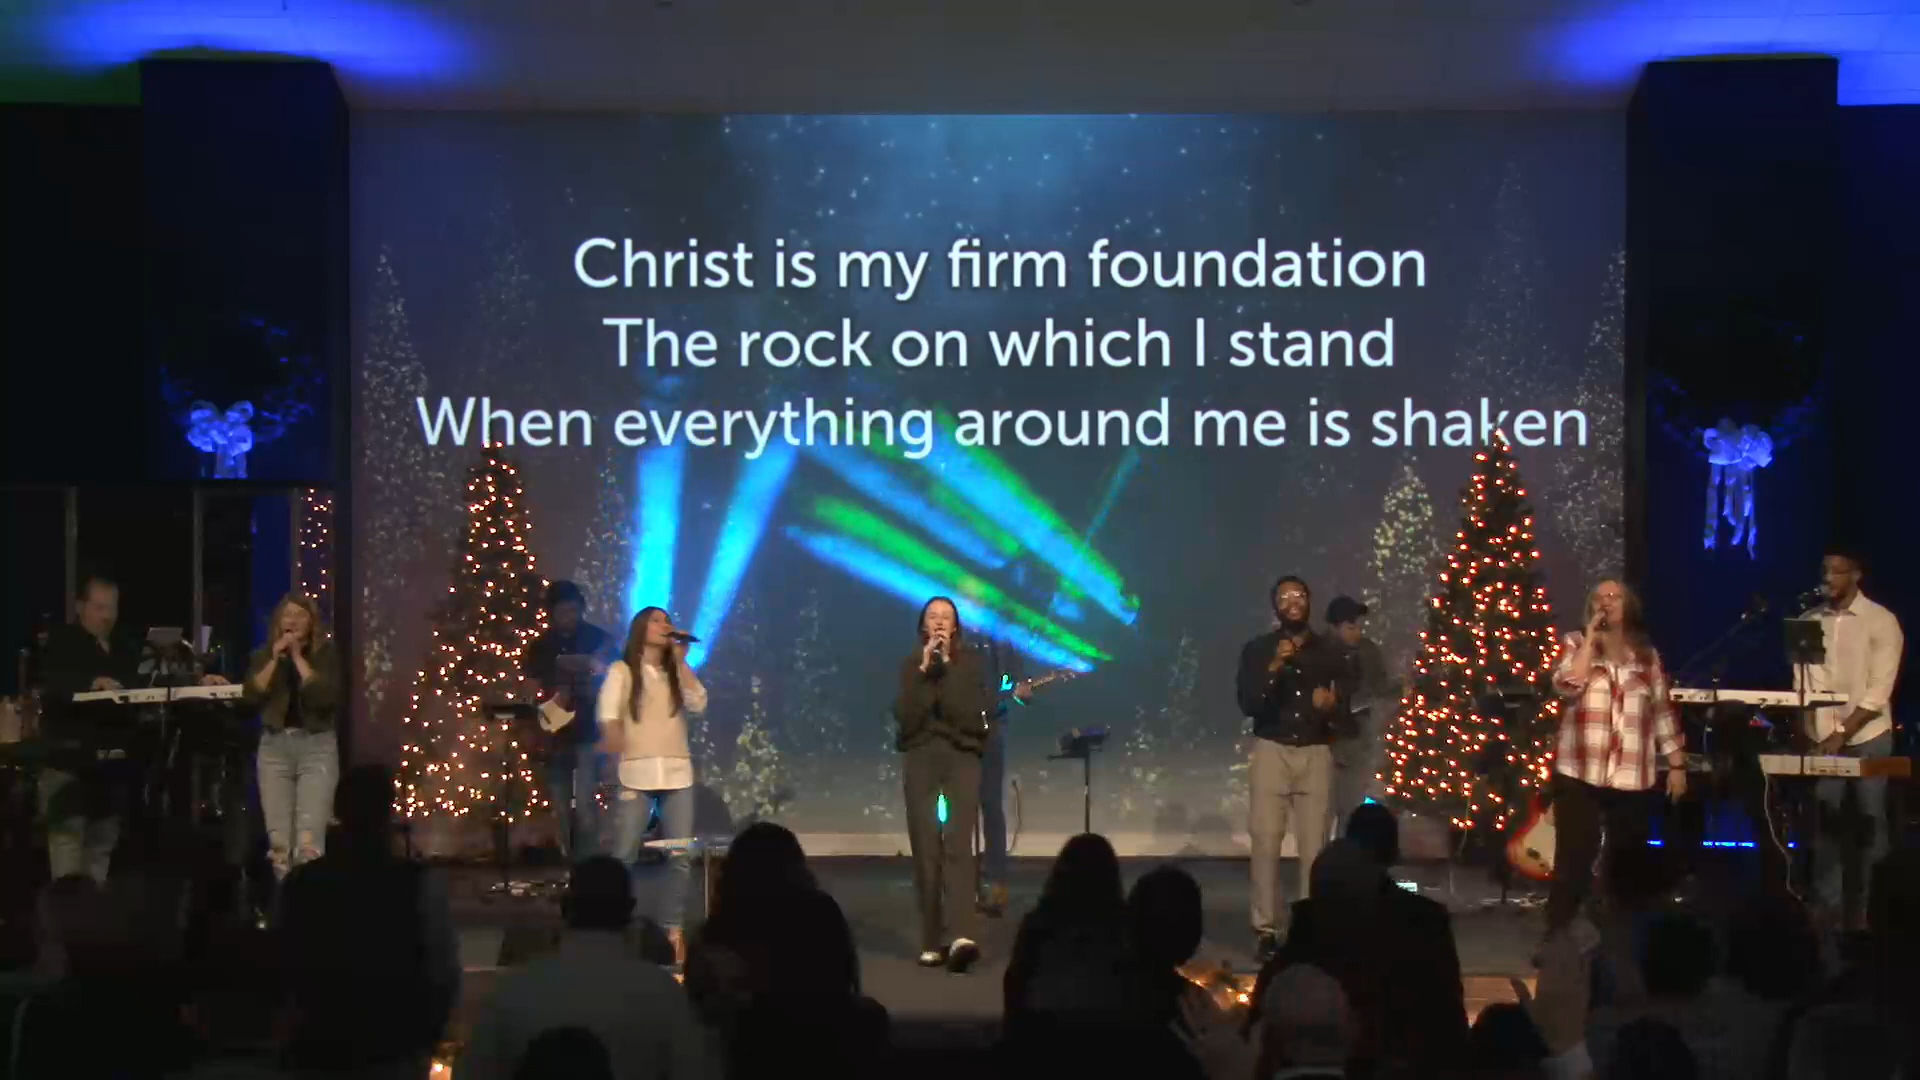 Christ is my firm foundation
The rock on which I stand
When everything around me is shaken